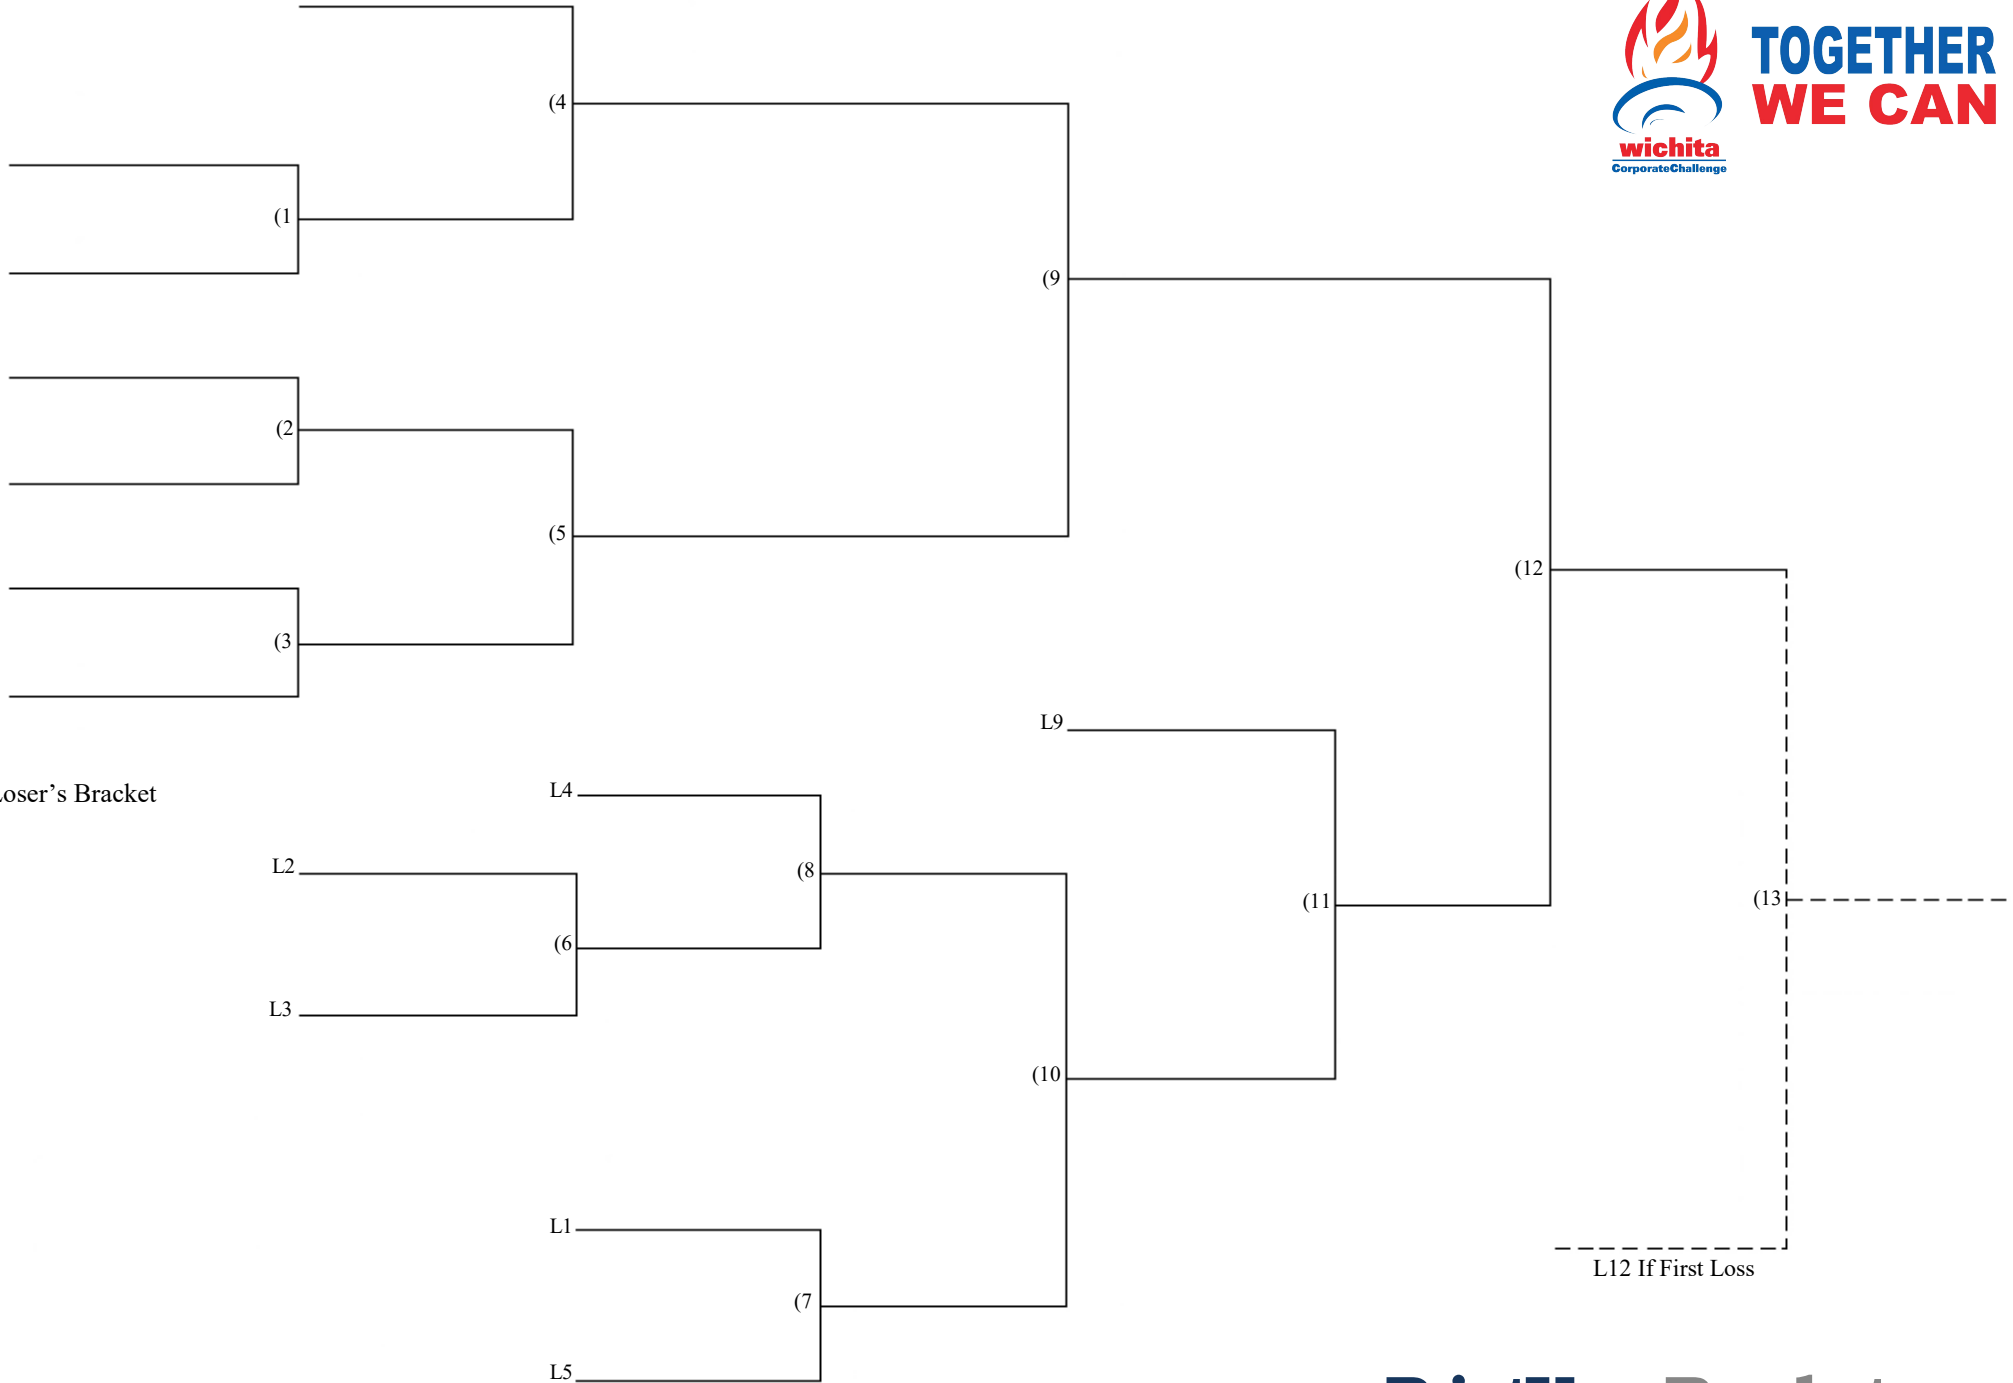 TOGETHER
WE CAN
wichita
CorporateChallenge
(4
(1
(9
(2
(5
(12
(3
L9
Loser's Bracket
L4
L2
(8
(11
(13
(6
L3
(10
L1
L12 If First Loss
(7
L5